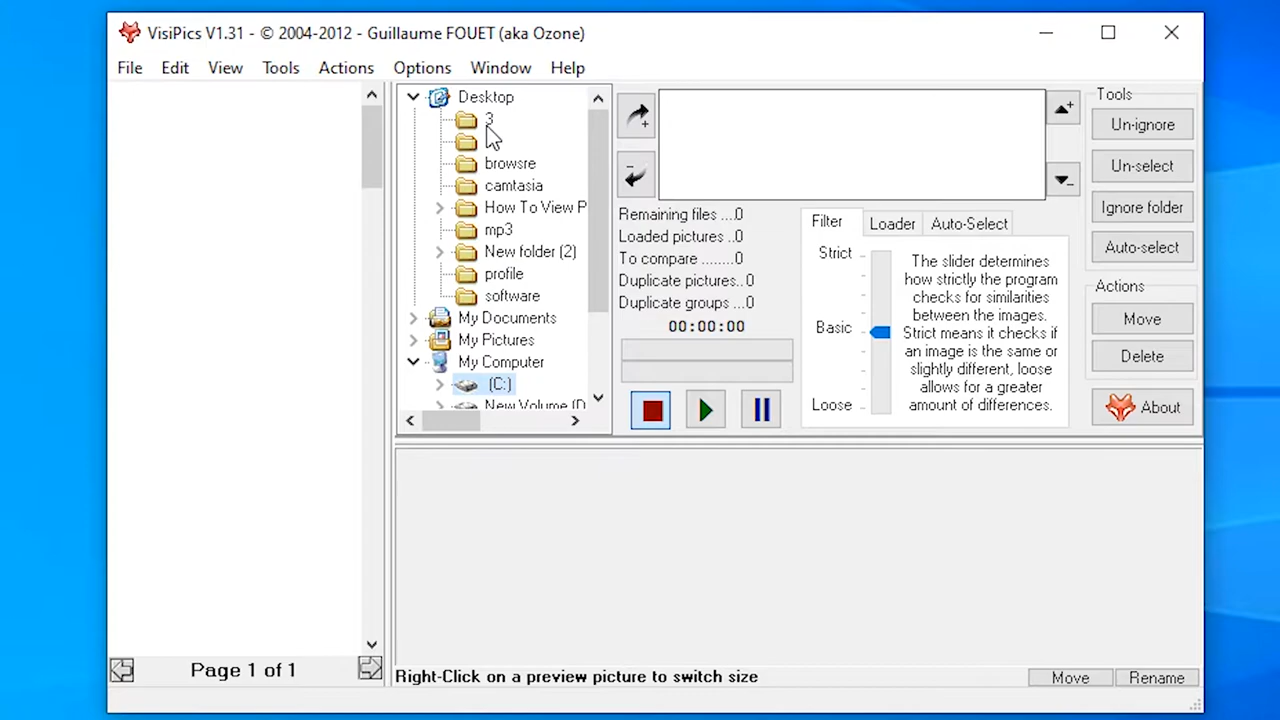 VisiPics V1.31 - © 2004-2012 - Guillaume FOUET (aka Ozone)
File Edit View Tools Actions Options Window Help
Desktop
3
browsre
camtasia
How To View P
mp3
New folder (2)
profile
software
My Documents
My Pictures
My Computer
(C:)
New Volume (D
Remaining files ...0
Loaded pictures ..0
To compare ........0
Duplicate pictures..0
Duplicate groups ...0
00:00:00
Filter Loader Auto-Select
Strict
Basic
Loose
The slider determines
how strictly the program
checks for similarities
between the images.
Strict means it checks if
an image is the same or
slightly different, loose
allows for a greater
amount of differences.
Tools
Un-ignore
Un-select
Ignore folder
Auto-select
Actions
Move
Delete
About
Page 1 of 1
Right-Click on a preview picture to switch size
Move Rename